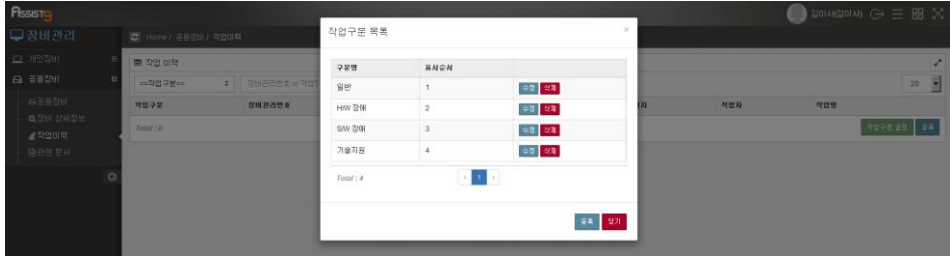 Assist9
김이사(김이사)
장비관리
Home / 공용장비 / 작업이력
개인장비
공용장비
공용장비
장비 상세정보
작업이력
관련 문서
작업 이력
==작업구분==
장비관리번호 or 작업
20
작업구분
장비관리번호
작업자
작업명
Total : 0
작업구분 설정
등록
작업구분 목록
×
구분명 표시순서
일반 1 수정 삭제
H/W 장애 2 수정 삭제
S/W 장애 3 수정 삭제
기술지원 4 수정 삭제
Total : 4
‹ 1 ›
등록 닫기